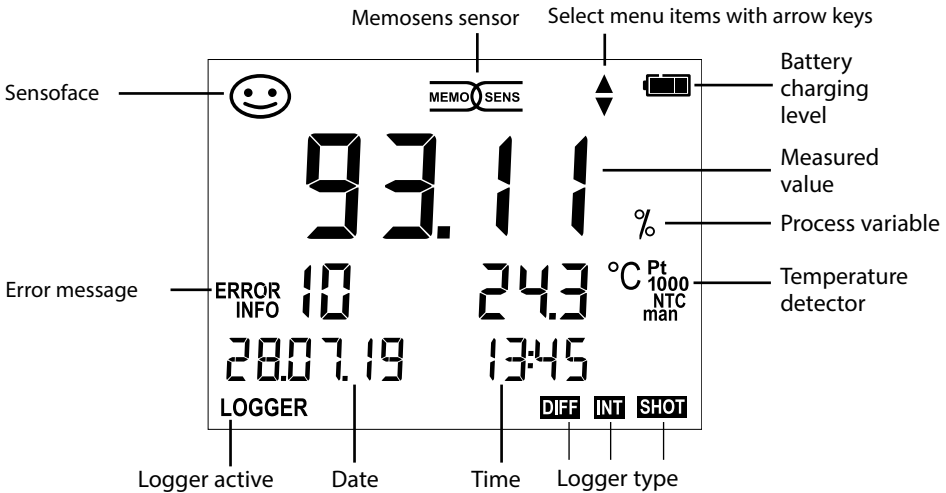 Memosens sensor
Select menu items with arrow keys
Sensoface
MEMO SENS
Battery
charging
level
93.11
Measured
value
%
Process variable
Error message
ERROR
INFO
10
24.3
°C
Pt
1000
NTC
man
Temperature
detector
28.07.19
13:45
LOGGER
DIFF INT SHOT
Logger active
Date
Time
Logger type